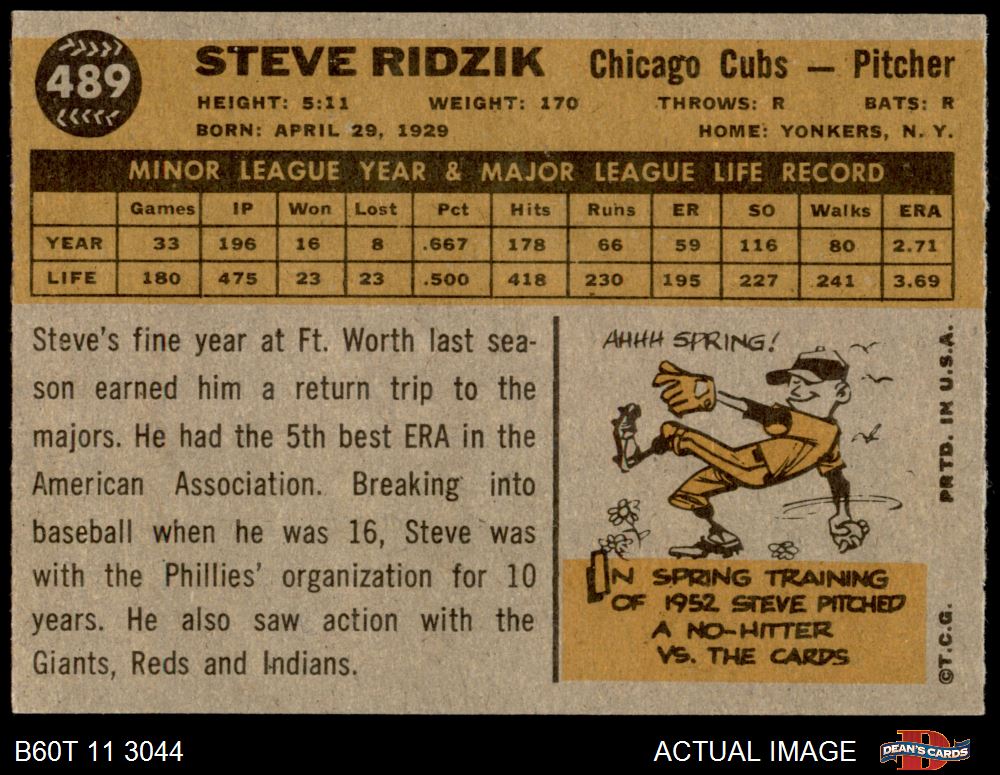 489
STEVE RIDZIK Chicago Cubs — Pitcher
HEIGHT: 5:11 WEIGHT: 170 THROWS: R BATS: R
BORN: APRIL 29, 1929 HOME: YONKERS, N. Y.
MINOR LEAGUE YEAR & MAJOR LEAGUE LIFE RECORD
Games IP Won Lost Pct Hits Runs ER SO Walks ERA
YEAR 33 196 16 8 .667 178 66 59 116 80 2.71
LIFE 180 475 23 23 .500 418 230 195 227 241 3.69
Steve's fine year at Ft. Worth last sea-
son earned him a return trip to the
majors. He had the 5th best ERA in the
American Association. Breaking into
baseball when he was 16, Steve was
with the Phillies' organization for 10
years. He also saw action with the
Giants, Reds and Indians.
AHHH SPRING!
IN SPRING TRAINING
OF 1952 STEVE PITCHED
A NO-HITTER
VS. THE CARDS
PRTD. IN U.S.A.
©T.C.G.
B60T 11 3044 ACTUAL IMAGE
D
DEAN'S CARDS